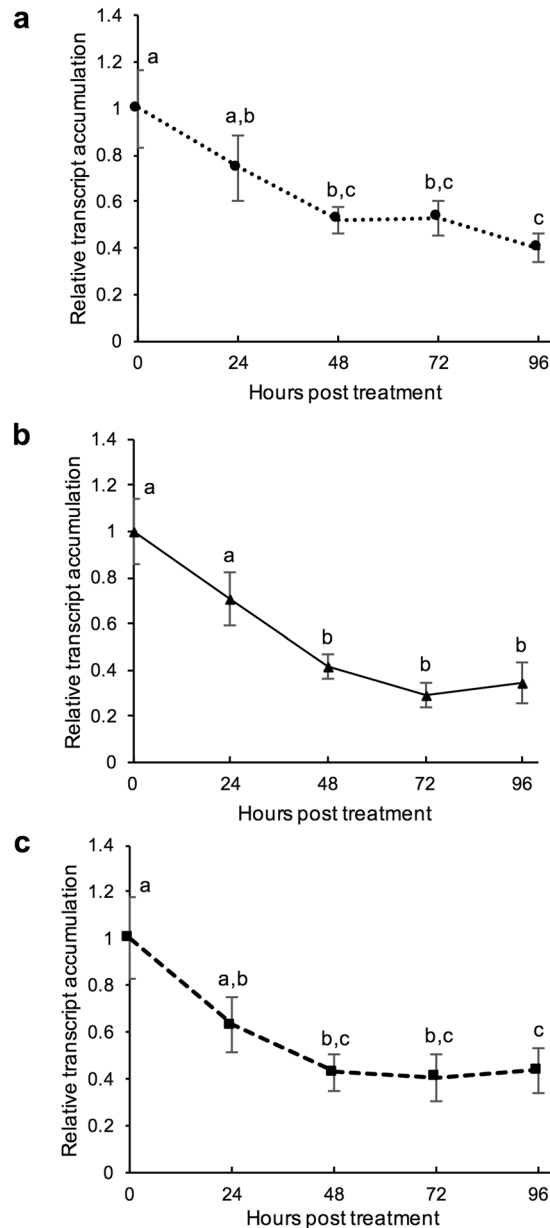 a
Relative transcript accumulation
1.4
1.2
1
0.8
0.6
0.4
0.2
0
a
a,b
b,c
b,c
c
0 24 48 72 96
Hours post treatment
b
Relative transcript accumulation
1.4
1.2
1
0.8
0.6
0.4
0.2
0
a
a
b
b
b
0 24 48 72 96
Hours post treatment
c
Relative transcript accumulation
1.4
1.2
1
0.8
0.6
0.4
0.2
0
a
a,b
b,c
b,c
c
0 24 48 72 96
Hours post treatment